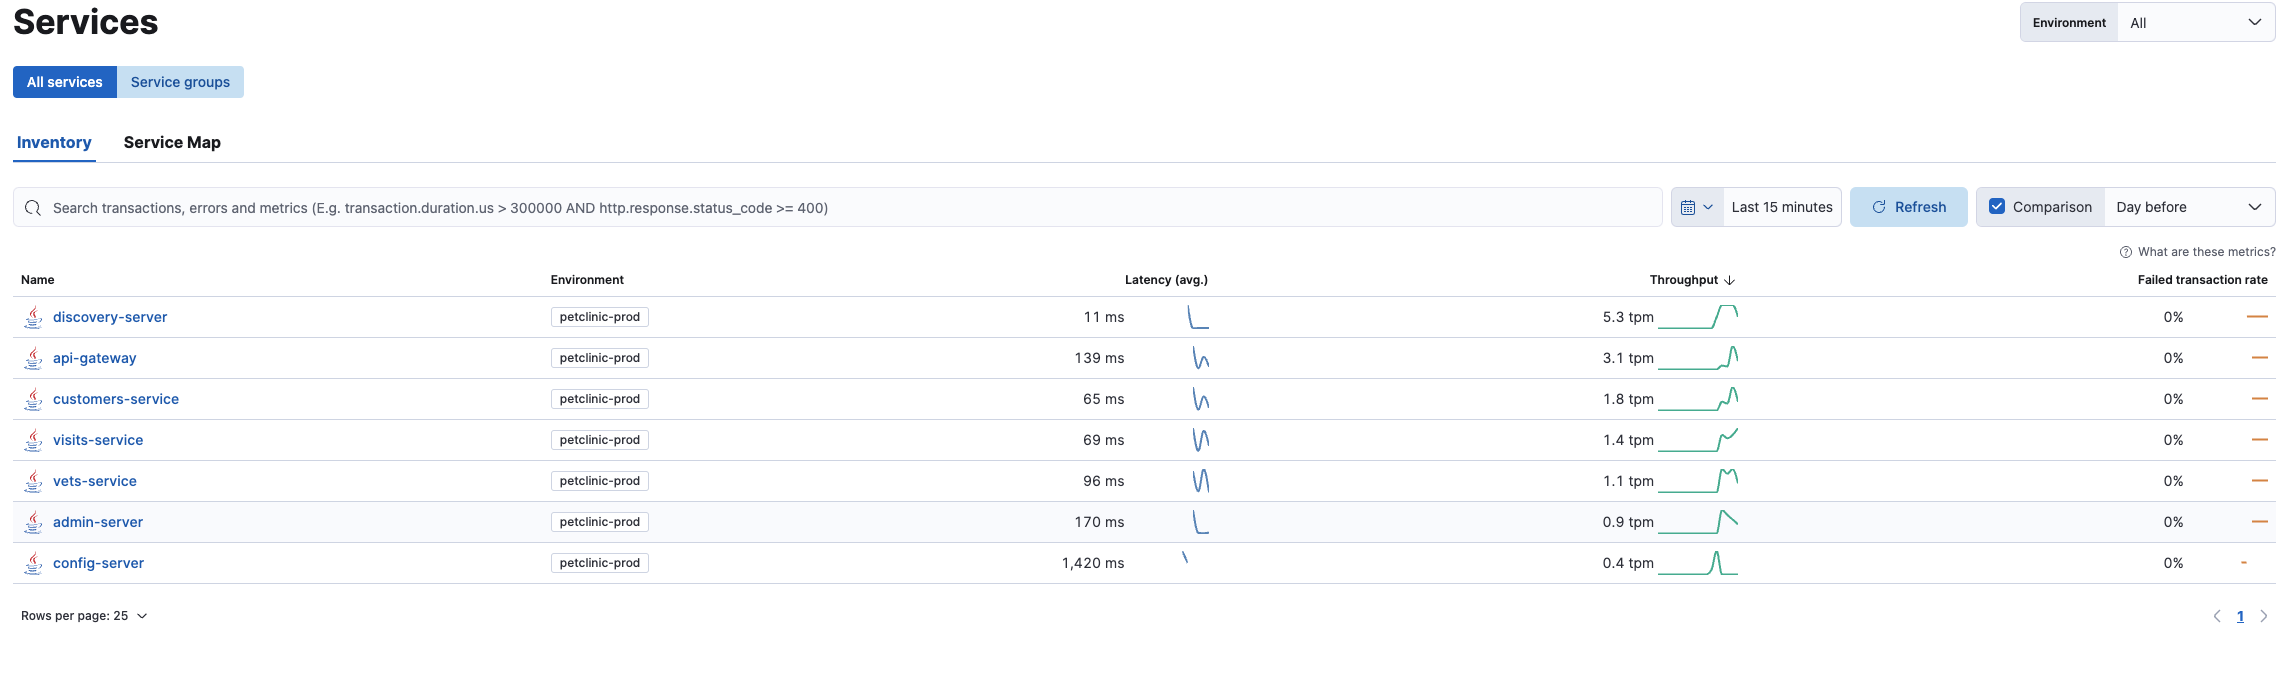 Services
Environment All
All services Service groups
Inventory Service Map
Search transactions, errors and metrics (E.g. transaction.duration.us > 300000 AND http.response.status_code >= 400)
Last 15 minutes Refresh Comparison Day before
What are these metrics?
Name Environment Latency (avg.) Throughput Failed transaction rate
discovery-server petclinic-prod 11 ms 5.3 tpm 0%
api-gateway petclinic-prod 139 ms 3.1 tpm 0%
customers-service petclinic-prod 65 ms 1.8 tpm 0%
visits-service petclinic-prod 69 ms 1.4 tpm 0%
vets-service petclinic-prod 96 ms 1.1 tpm 0%
admin-server petclinic-prod 170 ms 0.9 tpm 0%
config-server petclinic-prod 1,420 ms 0.4 tpm 0%
Rows per page: 25 1